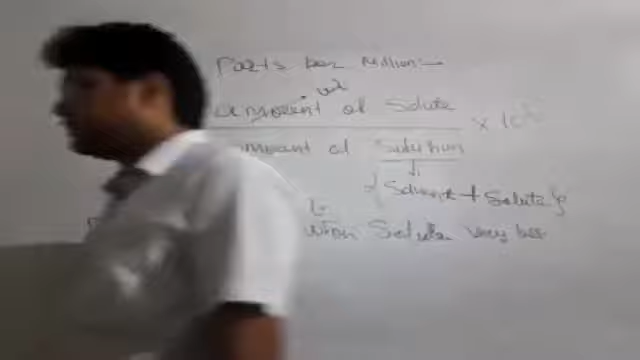 Parts per Million:-
amount of Solute × 10⁶
amount of Solution
{Solvent + Solute}
when Solute very less